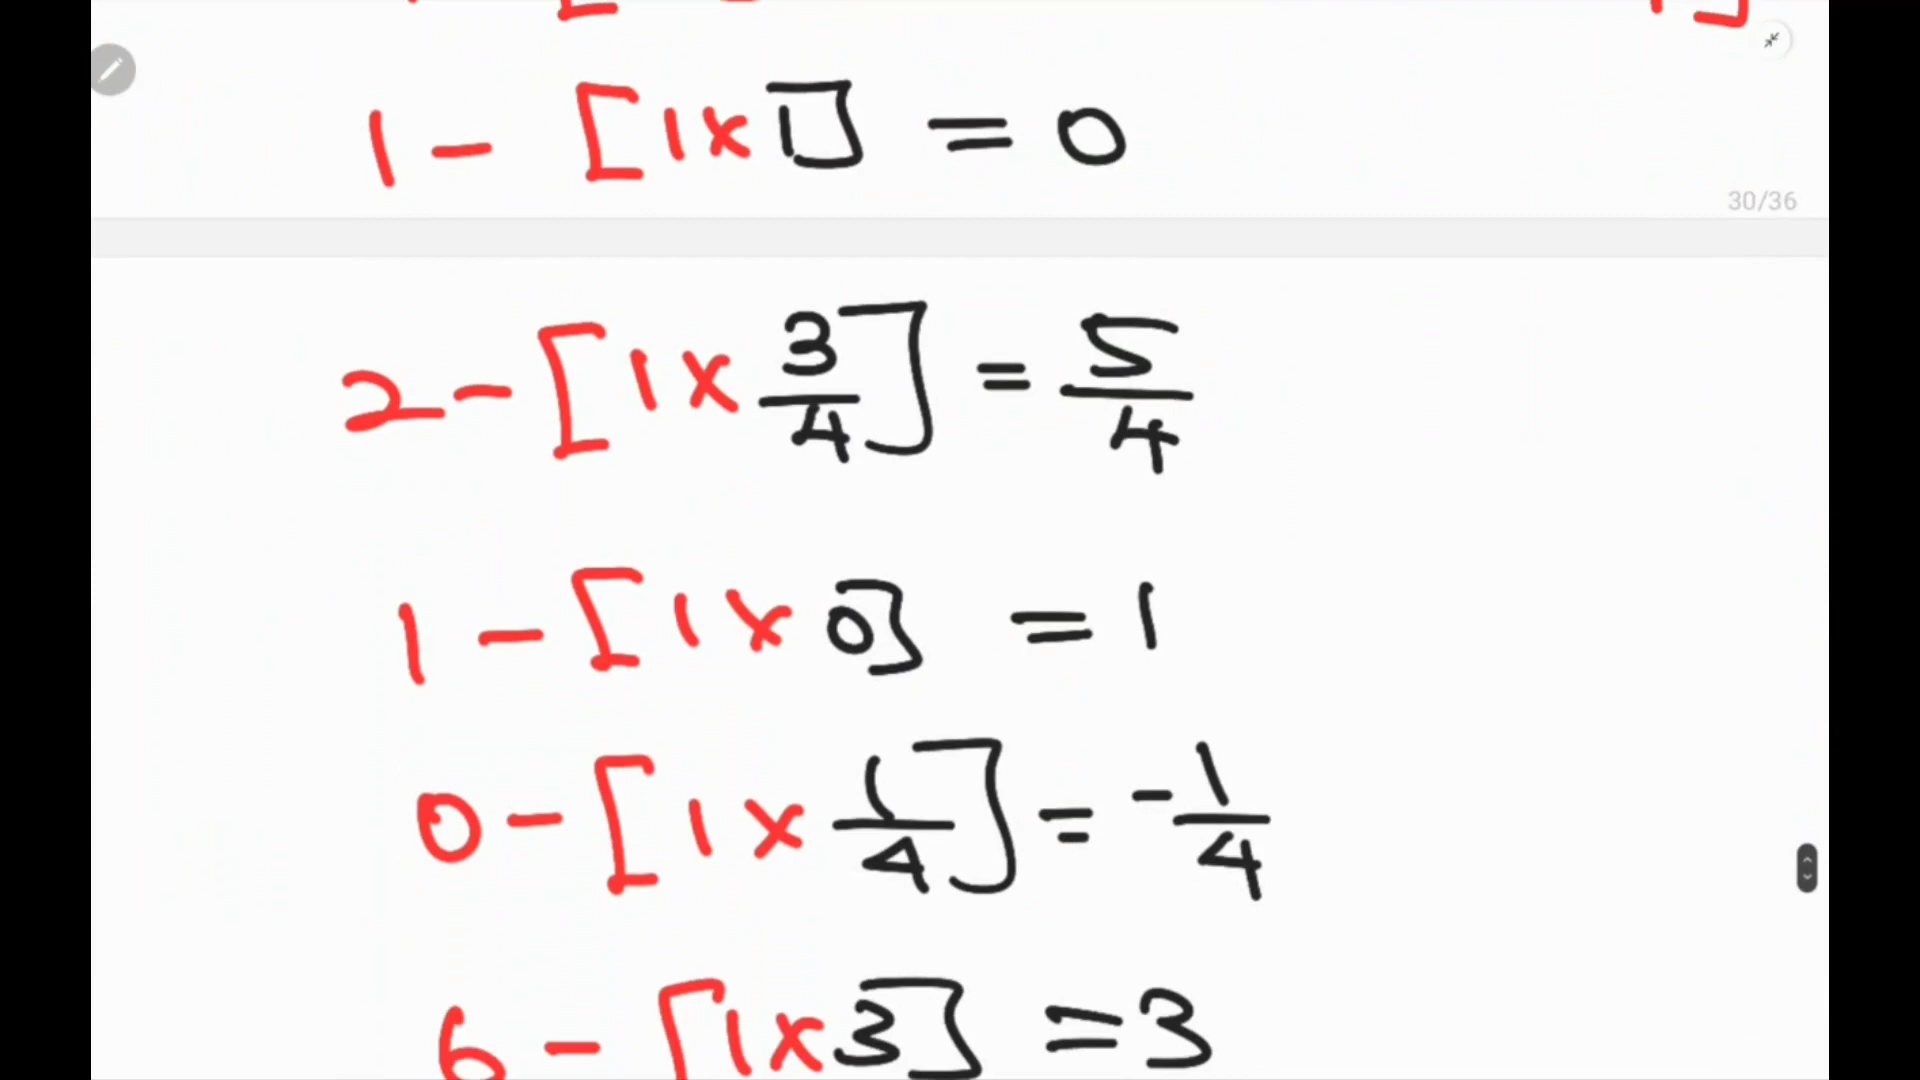 1 - [1 x 1] = 0
30/36
2 - [1 x 3/4] = 5/4
1 - [1 x 0] = 1
0 - [1 x 1/4] = -1/4
6 - [1 x 3] = 3